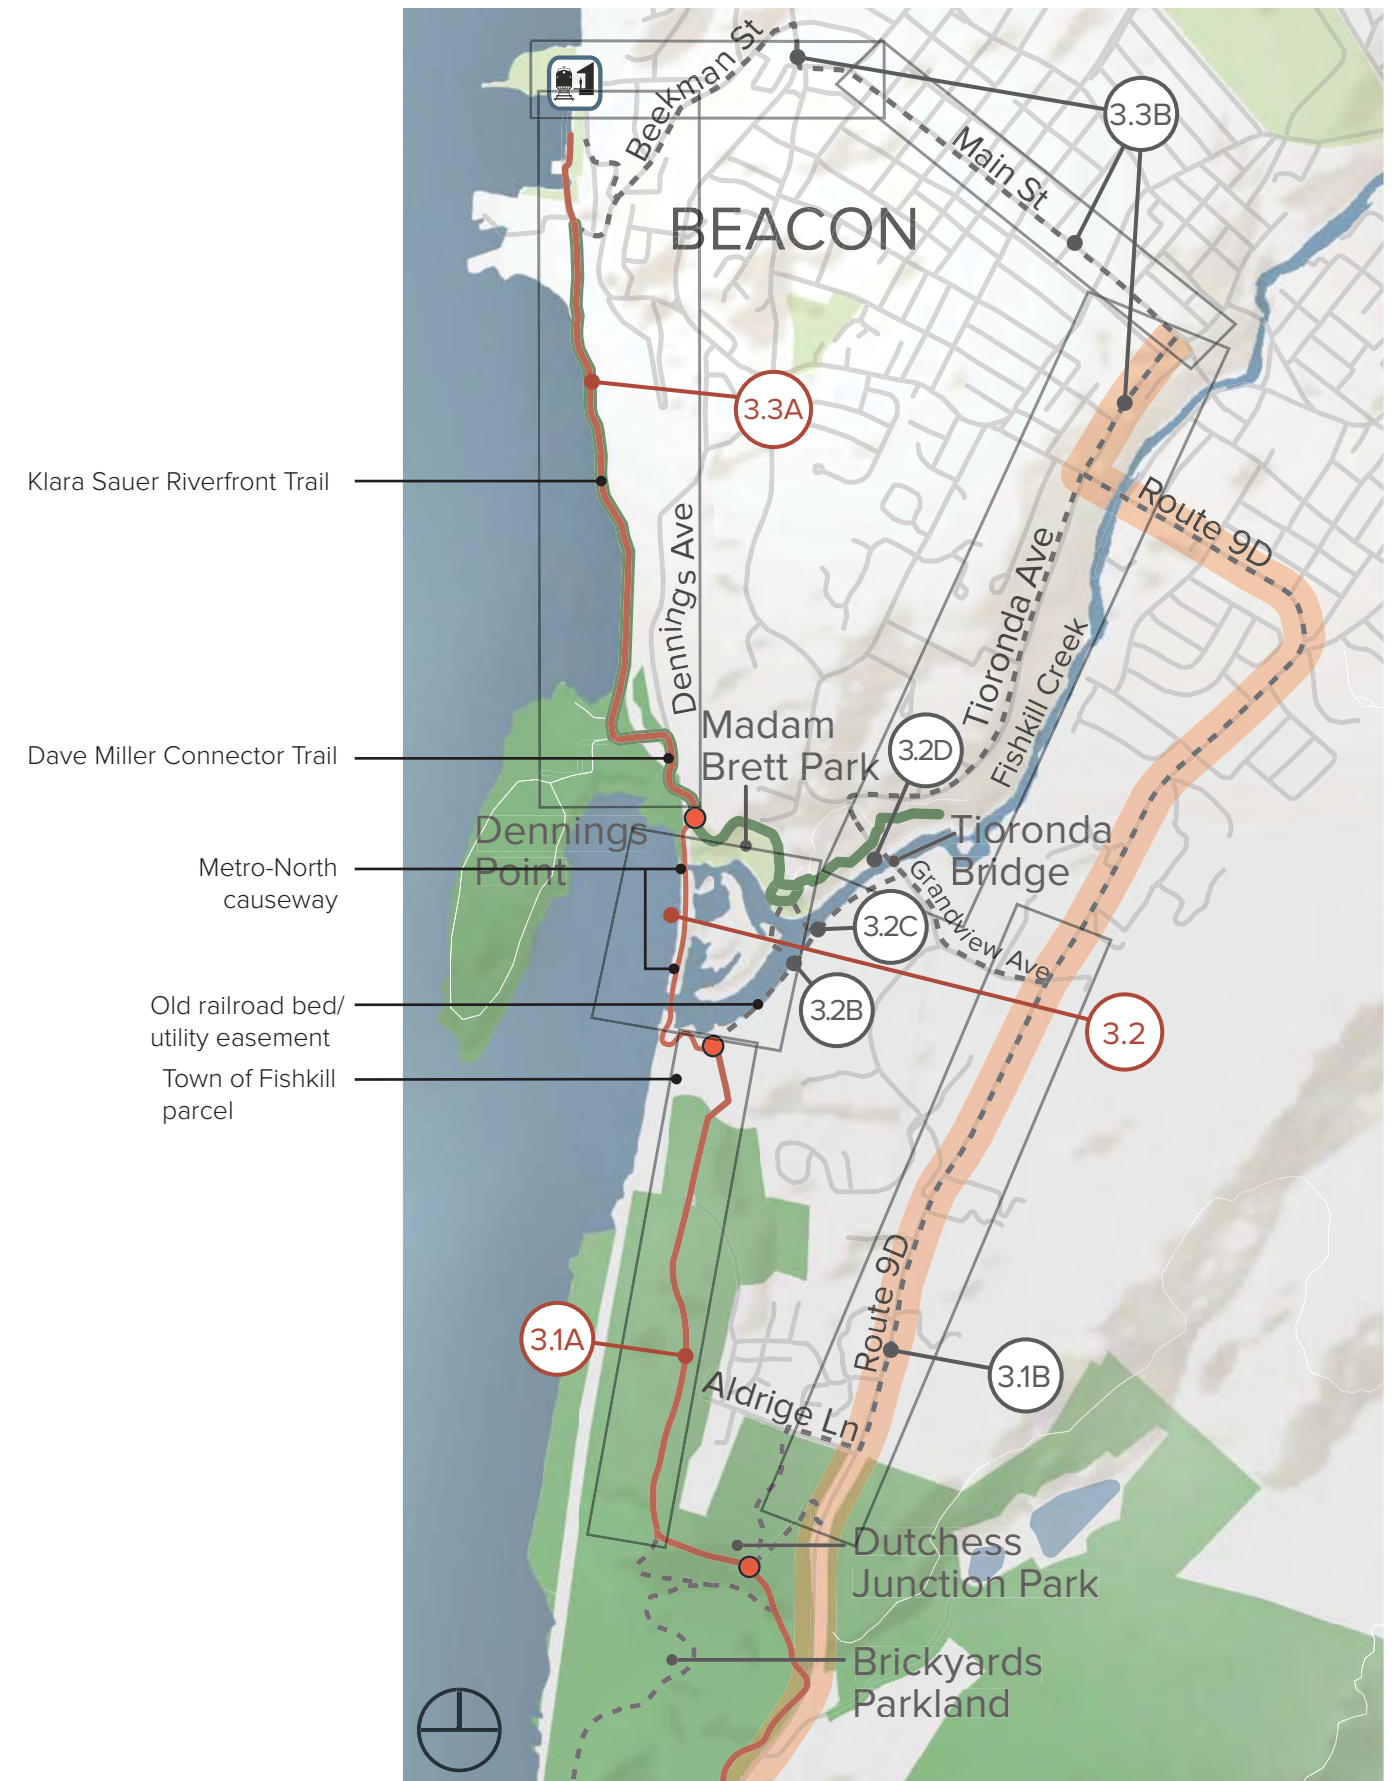 Beekman St
3.3B
Main St
BEACON
3.3A
Klara Sauer Riverfront Trail
Route 9D
Dennings Ave
Tioronda Ave
Fishkill Creek
Madam
Brett Park
3.2D
Dave Miller Connector Trail
Dennings
Point
Tioronda
Bridge
Metro-North
causeway
Grandview Ave
3.2C
Old railroad bed/
utility easement
3.2B
3.2
Town of Fishkill
parcel
Route 9D
3.1A
3.1B
Aldrige Ln
Dutchess
Junction Park
Brickyards
Parkland